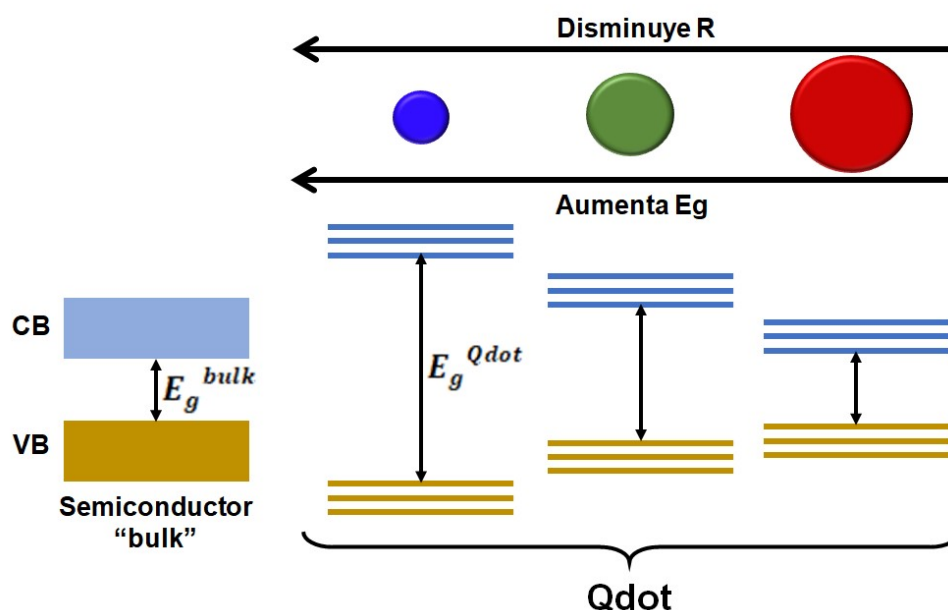 Disminuye R
Aumenta Eg
CB
E_g^bulk
E_g^Qdot
VB
Semiconductor
“bulk”
Qdot